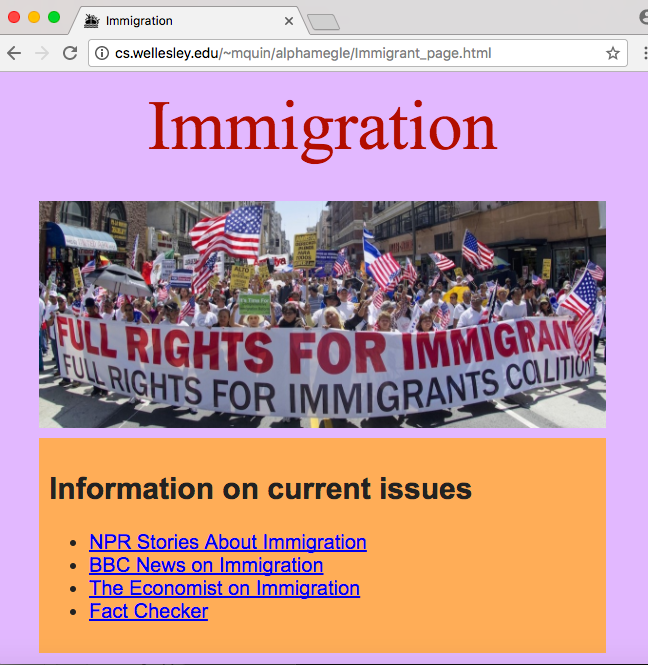 Immigration
cs.wellesley.edu/~mquin/alphamegle/Immigrant_page.html
Immigration
FULL RIGHTS FOR IMMIGRANT
FULL RIGHTS FOR IMMIGRANTS COALITION
Information on current issues
NPR Stories About Immigration
BBC News on Immigration
The Economist on Immigration
Fact Checker